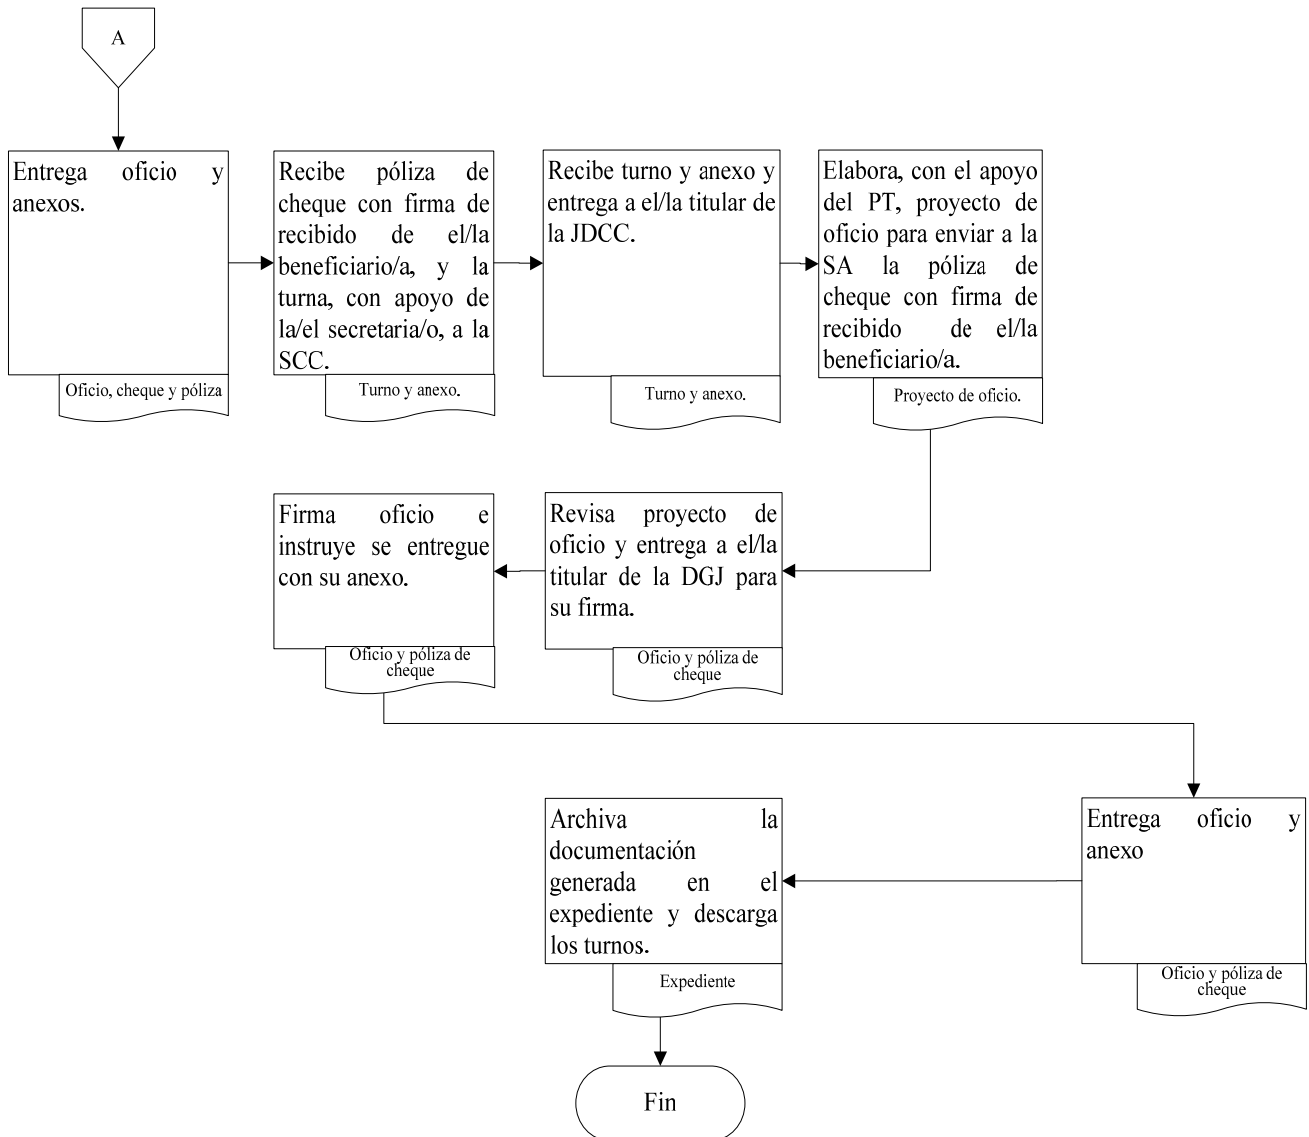 A
Entrega oficio y
anexos.
Oficio, cheque y póliza
Recibe póliza de
cheque con firma de
recibido de el/la
beneficiario/a, y la
turna, con apoyo de
la/el secretaria/o, a la
SCC.
Turno y anexo.
Recibe turno y anexo y
entrega a el/la titular de
la JDCC.
Turno y anexo.
Elabora, con el apoyo
del PT, proyecto de
oficio para enviar a la
SA la póliza de
cheque con firma de
recibido de el/la
beneficiario/a.
Proyecto de oficio.
Revisa proyecto de
oficio y entrega a el/la
titular de la DGJ para
su firma.
Oficio y póliza de
cheque
Firma oficio e
instruye se entregue
con su anexo.
Oficio y póliza de
cheque
Entrega oficio y
anexo
Oficio y póliza de
cheque
Archiva la
documentación
generada en el
expediente y descarga
los turnos.
Expediente
Fin